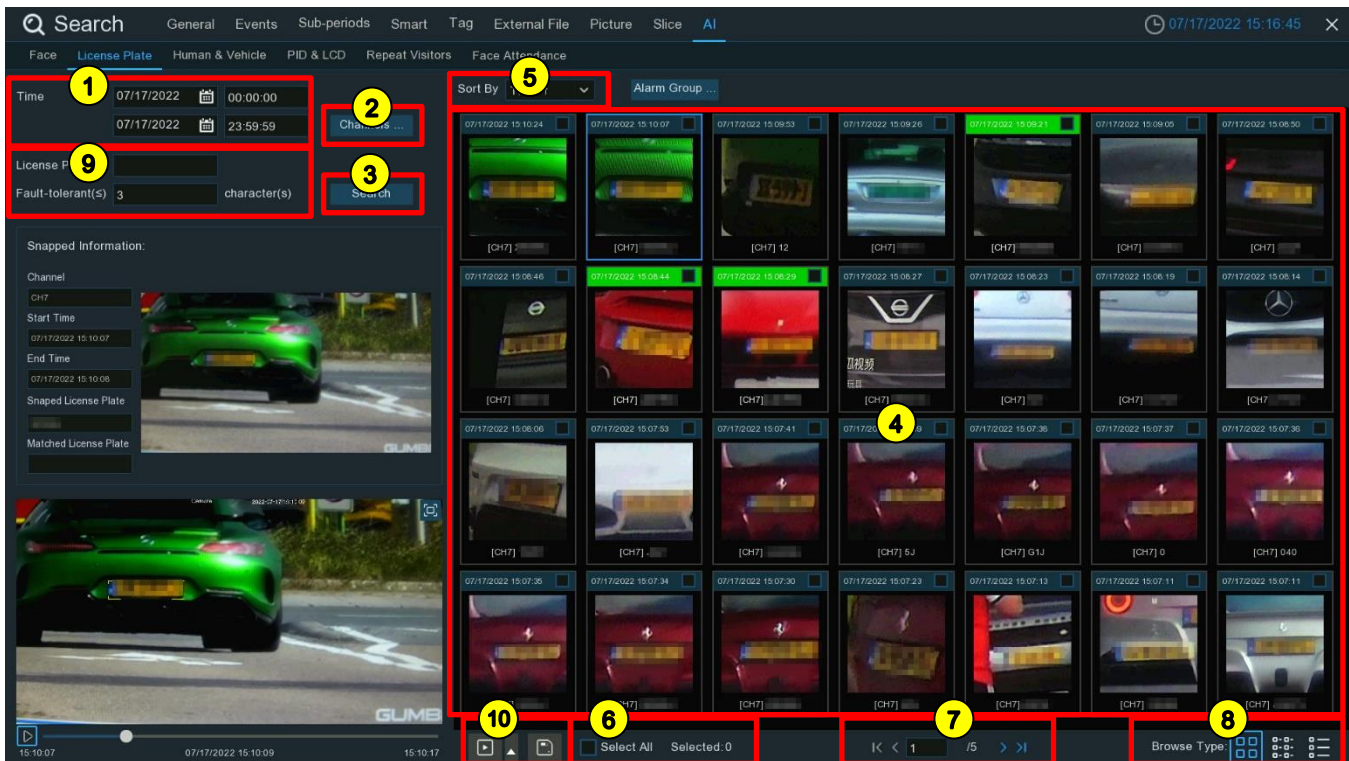 Search General Events Sub-periods Smart Tag External File Picture Slice AI 07/17/2022 15:16:45
Face License Plate Human & Vehicle PID & LCD Repeat Visitors Face Attendance
1 5
Sort By Alarm Group ...
Time 07/17/2022 00:00:00 2
07/17/2022 23:59:59 Channels ...
9 3
License P
Fault-tolerant(≤) 3 character(s) Search
Snapped Information:
Channel
CH7
Start Time
07/17/2022 15:10:07
End Time
07/17/2022 15:10:08
Snaped License Plate
Matched License Plate
GUMB
GUMB
15:10:07 07/17/2022 15:10:09 15:10:17
07/17/2022 15:10:24 07/17/2022 15:10:07 07/17/2022 15:09:53 07/17/2022 15:09:26 07/17/2022 15:09:21 07/17/2022 15:09:05 07/17/2022 15:08:50
[CH7] [CH7] [CH7] 12 [CH7] [CH7] [CH7] [CH7]
07/17/2022 15:08:46 07/17/2022 15:08:44 07/17/2022 15:08:29 07/17/2022 15:08:27 07/17/2022 15:08:23 07/17/2022 15:08:19 07/17/2022 15:08:14
视频
玩具
[CH7] [CH7] [CH7] [CH7] [CH7] [CH7] [CH7
4
07/17/2022 15:08:06 07/17/2022 15:07:53 07/17/2022 15:07:41 07/17/2022 07/17/2022 15:07:38 07/17/2022 15:07:37 07/17/2022 15:07:36
[CH7] [CH7] [CH7] [CH7] 5J [CH7] G1J [CH7] 0 [CH7] 040
07/17/2022 15:07:35 07/17/2022 15:07:34 07/17/2022 15:07:30 07/17/2022 15:07:23 07/17/2022 15:07:13 07/17/2022 15:07:11 07/17/2022 15:07:11
[CH7] [CH7] [CH7] [CH7]
10 6 7 8
Select All Selected:0 1 /5 Browse Type: